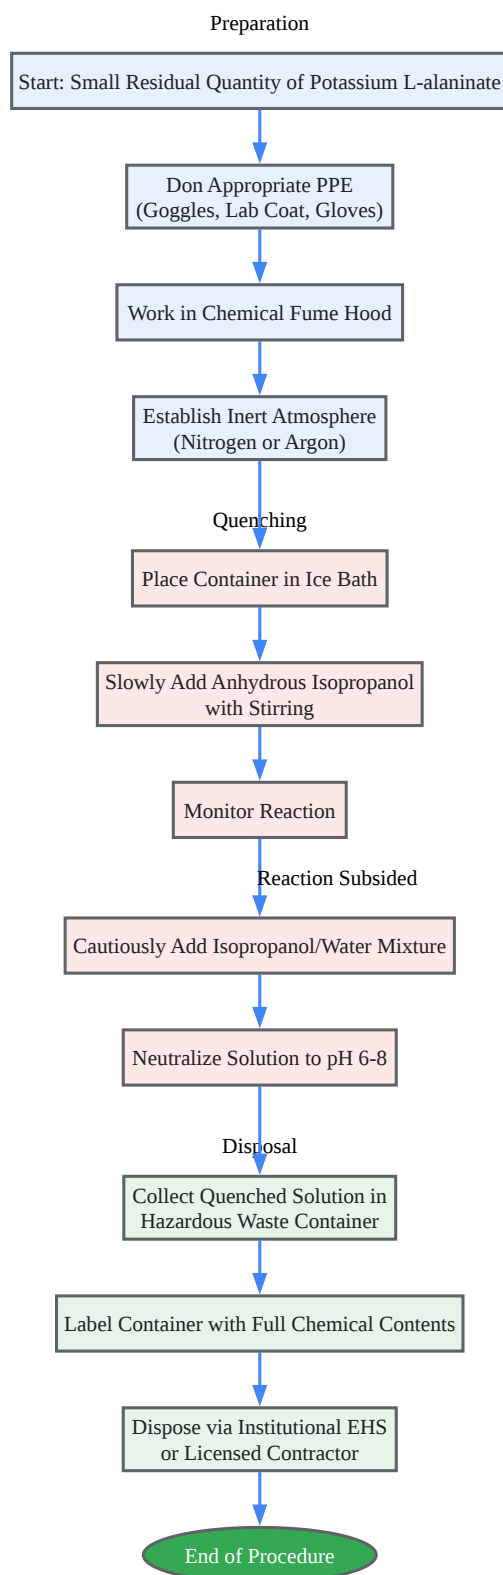 Preparation
Start: Small Residual Quantity of Potassium L-alaninate
Don Appropriate PPE
(Goggles, Lab Coat, Gloves)
Work in Chemical Fume Hood
Establish Inert Atmosphere
(Nitrogen or Argon)
Quenching
Place Container in Ice Bath
Slowly Add Anhydrous Isopropanol
with Stirring
Monitor Reaction
Reaction Subsided
Cautiously Add Isopropanol/Water Mixture
Neutralize Solution to pH 6-8
Disposal
Collect Quenched Solution in
Hazardous Waste Container
Label Container with Full Chemical Contents
Dispose via Institutional EHS
or Licensed Contractor
End of Procedure